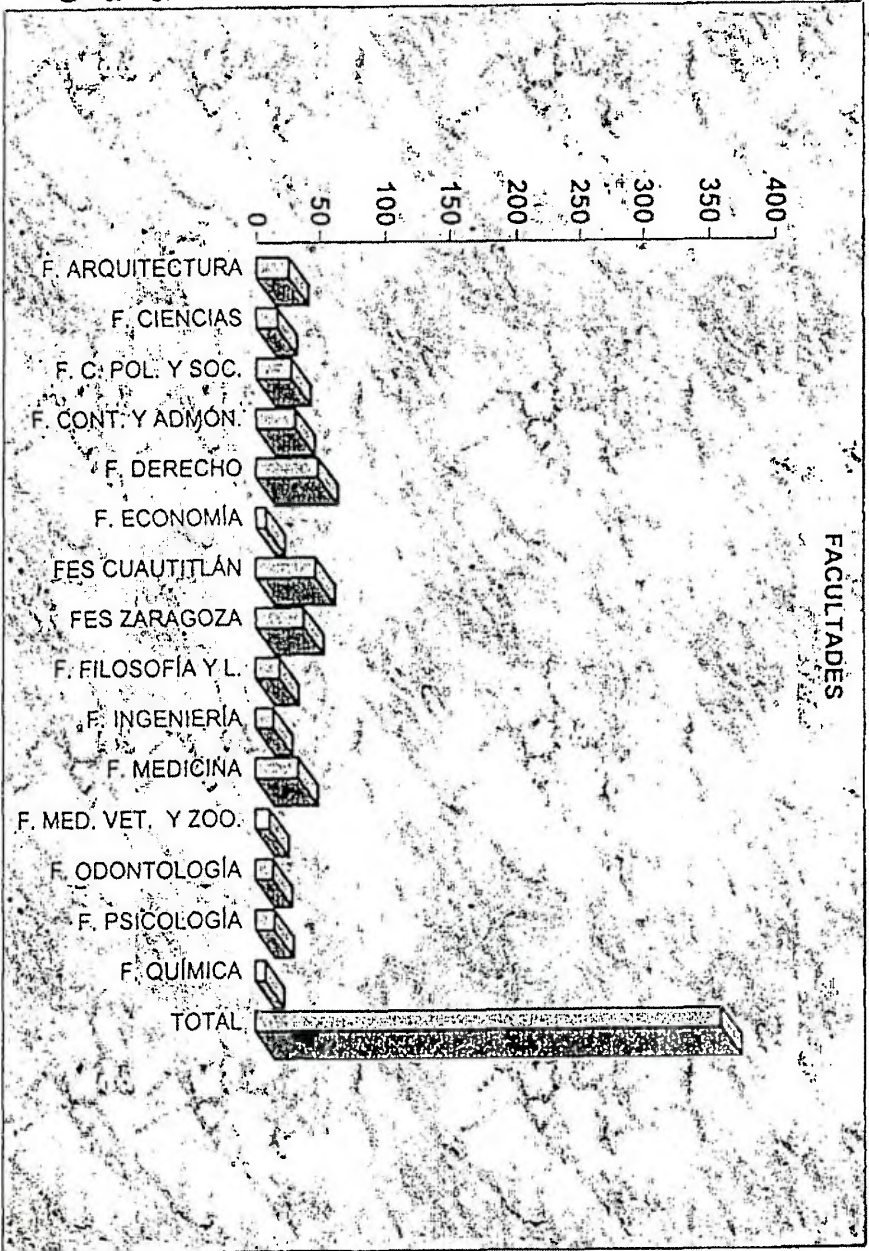 FACULTADES
400
350
300
250
200
150
100
50
0
F. ARQUITECTURA
F. CIENCIAS
F. C. POL. Y SOC.
F. CONT. Y ADMÓN.
F. DERECHO
F. ECONOMÍA
FES CUAUTITLÁN
FES ZARAGOZA
F. FILOSOFÍA Y L.
F. INGENIERÍA
F. MEDICINA
F. MED. VET. Y ZOO.
F. ODONTOLOGÍA
F. PSICOLOGÍA
F. QUÍMICA
TOTAL